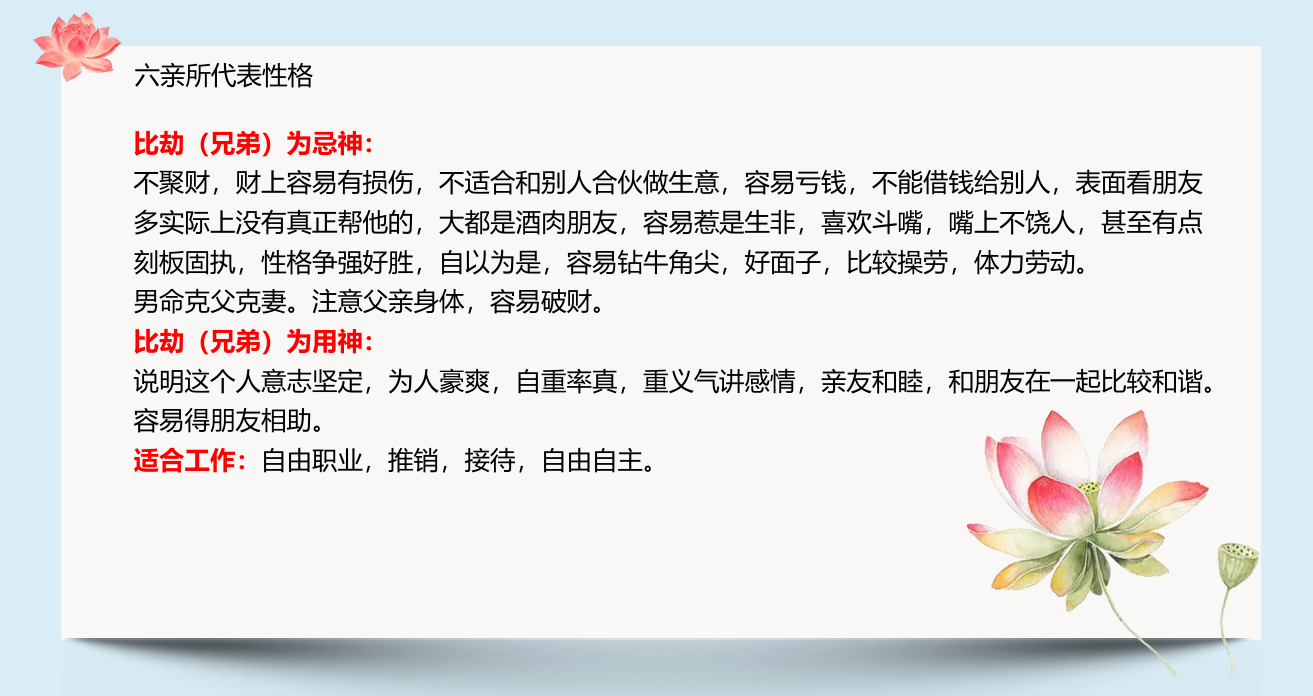 六亲所代表性格
比劫（兄弟）为忌神：
不聚财，财上容易有损伤，不适合和别人合伙做生意，容易亏钱，不能借钱给别人，表面看朋友
多实际上没有真正帮他的，大都是酒肉朋友，容易惹是生非，喜欢斗嘴，嘴上不饶人，甚至有点
刻板固执，性格争强好胜，自以为是，容易钻牛角尖，好面子，比较操劳，体力劳动。
男命克父克妻。注意父亲身体，容易破财。
比劫（兄弟）为用神：
说明这个人意志坚定，为人豪爽，自重率真，重义气讲感情，亲友和睦，和朋友在一起比较和谐。
容易得朋友相助。
适合工作：自由职业，推销，接待，自由自主。